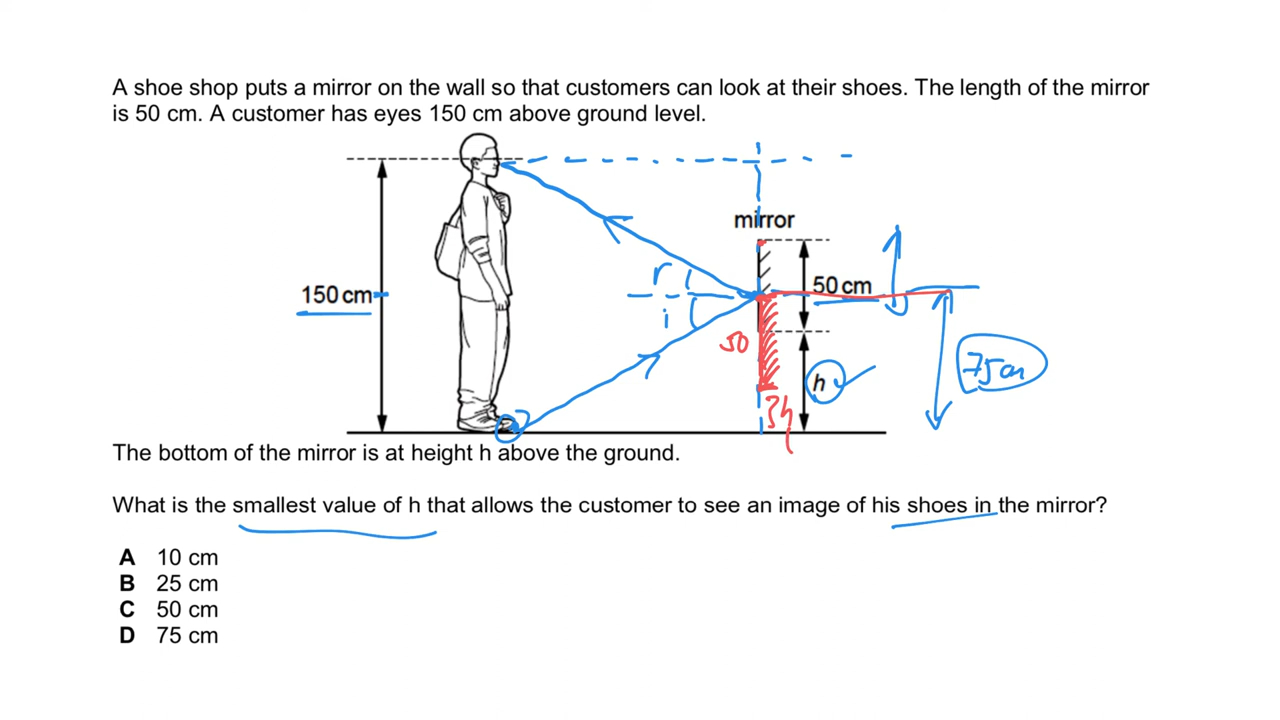 A shoe shop puts a mirror on the wall so that customers can look at their shoes. The length of the mirror
is 50 cm. A customer has eyes 150 cm above ground level.
mirror
r
50 cm
150 cm
i
50
h
75cm
h
The bottom of the mirror is at height h above the ground.
What is the smallest value of h that allows the customer to see an image of his shoes in the mirror?
A 10 cm
B 25 cm
C 50 cm
D 75 cm